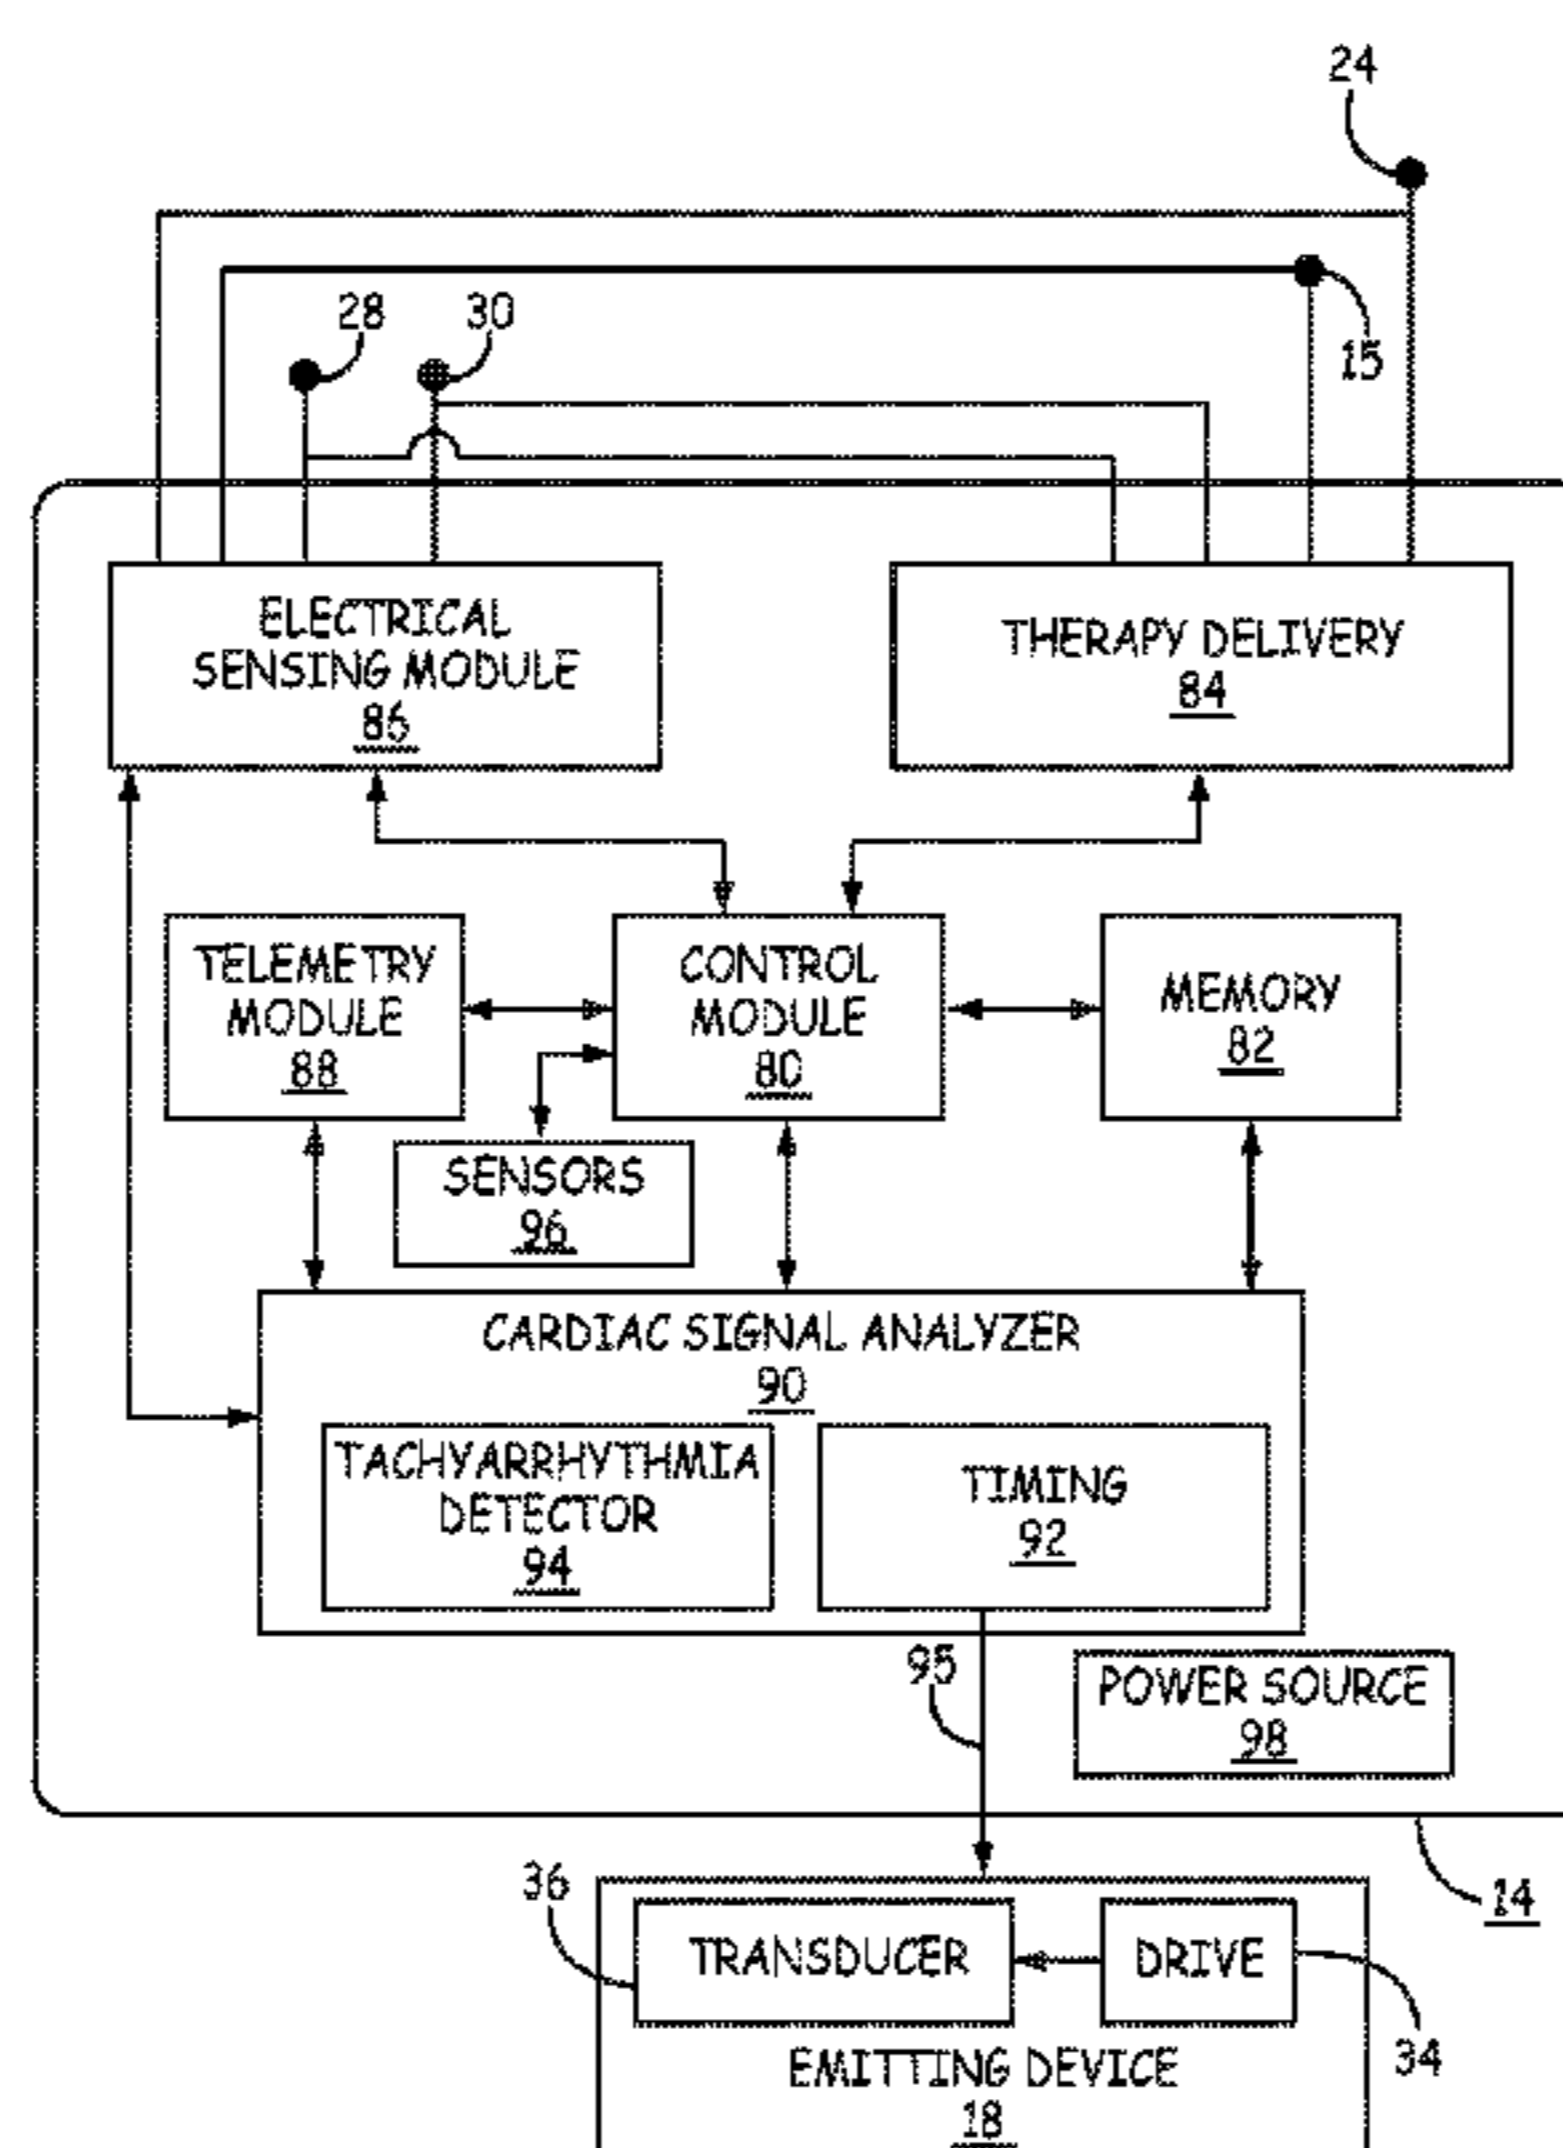 24
28
30
15
ELECTRICAL
SENSING MODULE
86
THERAPY DELIVERY
84
TELEMETRY
MODULE
88
CONTROL
MODULE
80
MEMORY
82
SENSORS
96
CARDIAC SIGNAL ANALYZER
90
TACHYARRHYTHMIA
DETECTOR
94
TIMING
92
95
POWER SOURCE
98
36
14
TRANSDUCER
DRIVE
34
EMITTING DEVICE
18